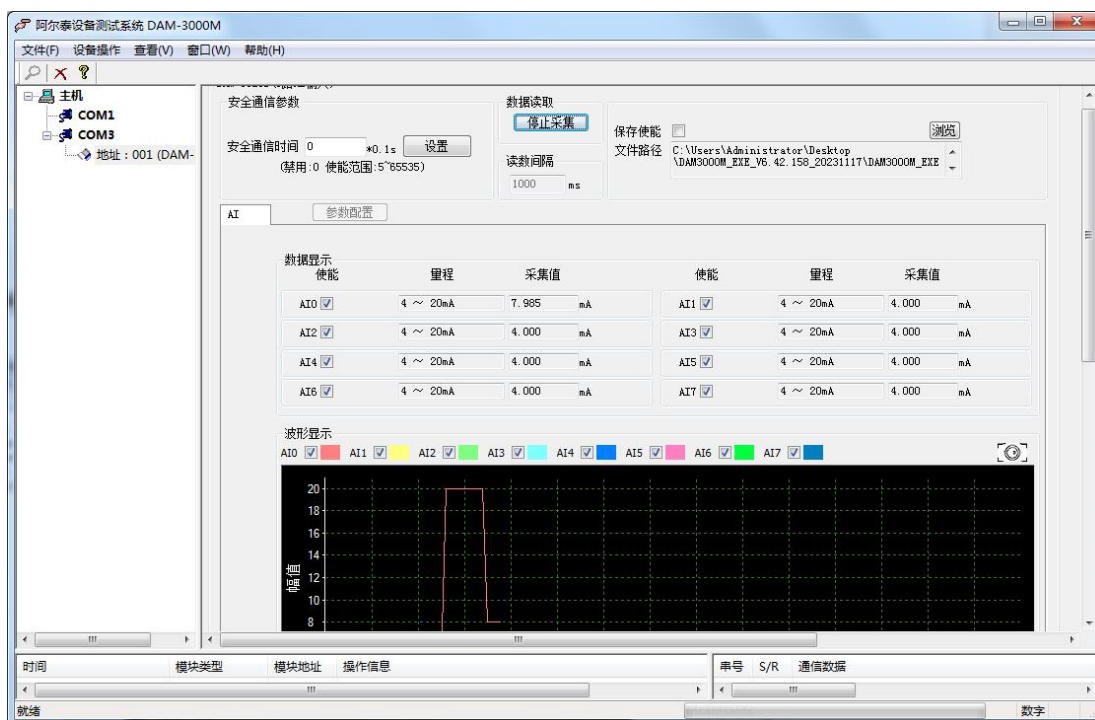 阿尔泰设备测试系统 DAM-3000M
文件(F) 设备操作 查看(V) 窗口(W) 帮助(H)
主机
COM1
COM3
地址：001 (DAM-
安全通信参数
安全通信时间 0 *0.1s 设置
(禁用:0 使能范围:5~65535)
数据读取
停止采集
读数间隔
1000 ms
保存使能 浏览
文件路径 C:\Users\Administrator\Desktop
\DAM3000M_EXE_V6.42.158_20231117\DAM3000M_EXE
AI 参数配置
数据显示
使能 量程 采集值 使能 量程 采集值
AI0 4 ～ 20mA 7.985 mA AI1 4 ～ 20mA 4.000 mA
AI2 4 ～ 20mA 4.000 mA AI3 4 ～ 20mA 4.000 mA
AI4 4 ～ 20mA 4.000 mA AI5 4 ～ 20mA 4.000 mA
AI6 4 ～ 20mA 4.000 mA AI7 4 ～ 20mA 4.000 mA
波形显示
AI0 AI1 AI2 AI3 AI4 AI5 AI6 AI7
20
18
16
14
12
10
8
幅值
时间 模块类型 模块地址 操作信息 串号 S/R 通信数据
就绪 数字